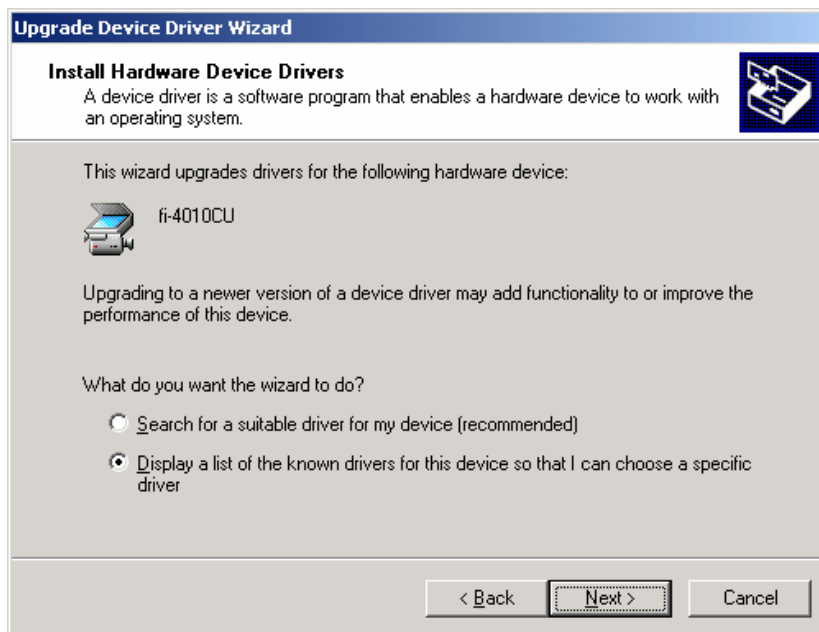 Upgrade Device Driver Wizard
Install Hardware Device Drivers
A device driver is a software program that enables a hardware device to work with
an operating system.
This wizard upgrades drivers for the following hardware device:
fi-4010CU
Upgrading to a newer version of a device driver may add functionality to or improve the
performance of this device.
What do you want the wizard to do?
Search for a suitable driver for my device (recommended)
Display a list of the known drivers for this device so that I can choose a specific
driver
< Back Next > Cancel